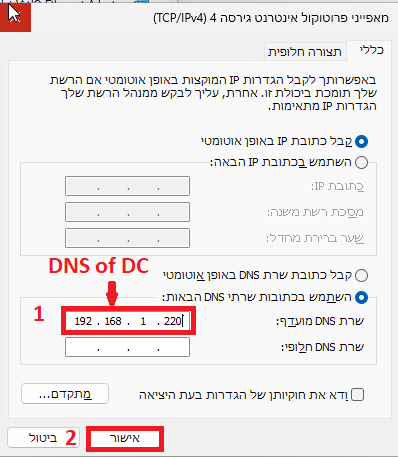 מאפייני פרוטוקול אינטרנט גירסה 4 (TCP/IPv4)
כללי
תצורה חלופית
באפשרותך לקבל הגדרות IP המוקצות באופן אוטומטי אם הרשת
שלך תומכת ביכולת זו. אחרת, עליך לבקש ממנהל הרשת שלך
הגדרות IP מתאימות.
קבל כתובת IP באופן אוטומטי
השתמש בכתובת IP הבאה:
כתובת IP:
מסכת רשת משנה:
שער ברירת מחדל:
DNS of DC
קבל כתובת שרת DNS באופן אוטומטי
השתמש בכתובות שרתי DNS הבאות:
1
שרת DNS מועדף:
192 . 168 . 1 . 220
שרת DNS חלופי:
ודא את חוקיותן של הגדרות בעת היציאה
מתקדם...
אישור
2
ביטול